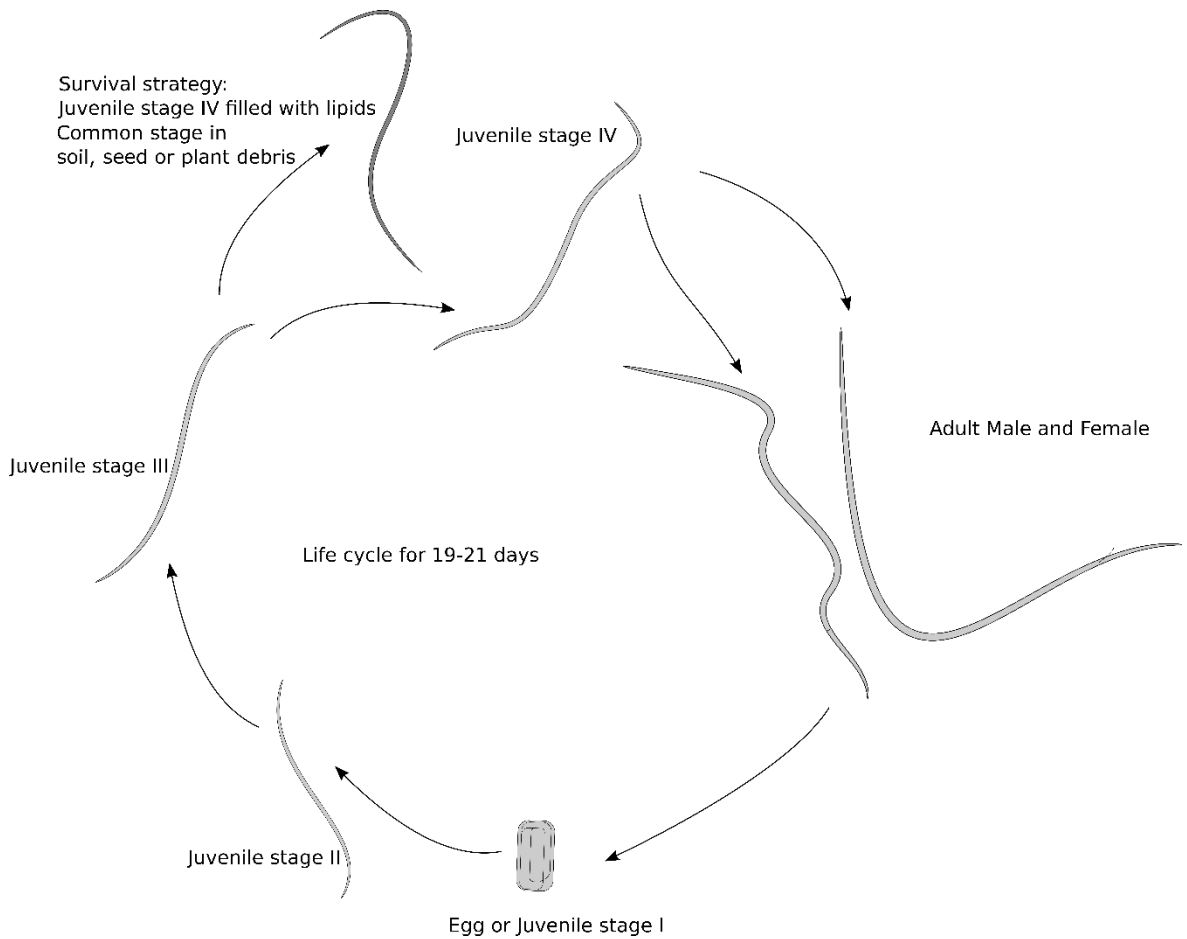 Survival strategy:
Juvenile stage IV filled with lipids
Common stage in
soil, seed or plant debris
Juvenile stage IV
Adult Male and Female
Juvenile stage III
Life cycle for 19-21 days
Juvenile stage II
Egg or Juvenile stage I